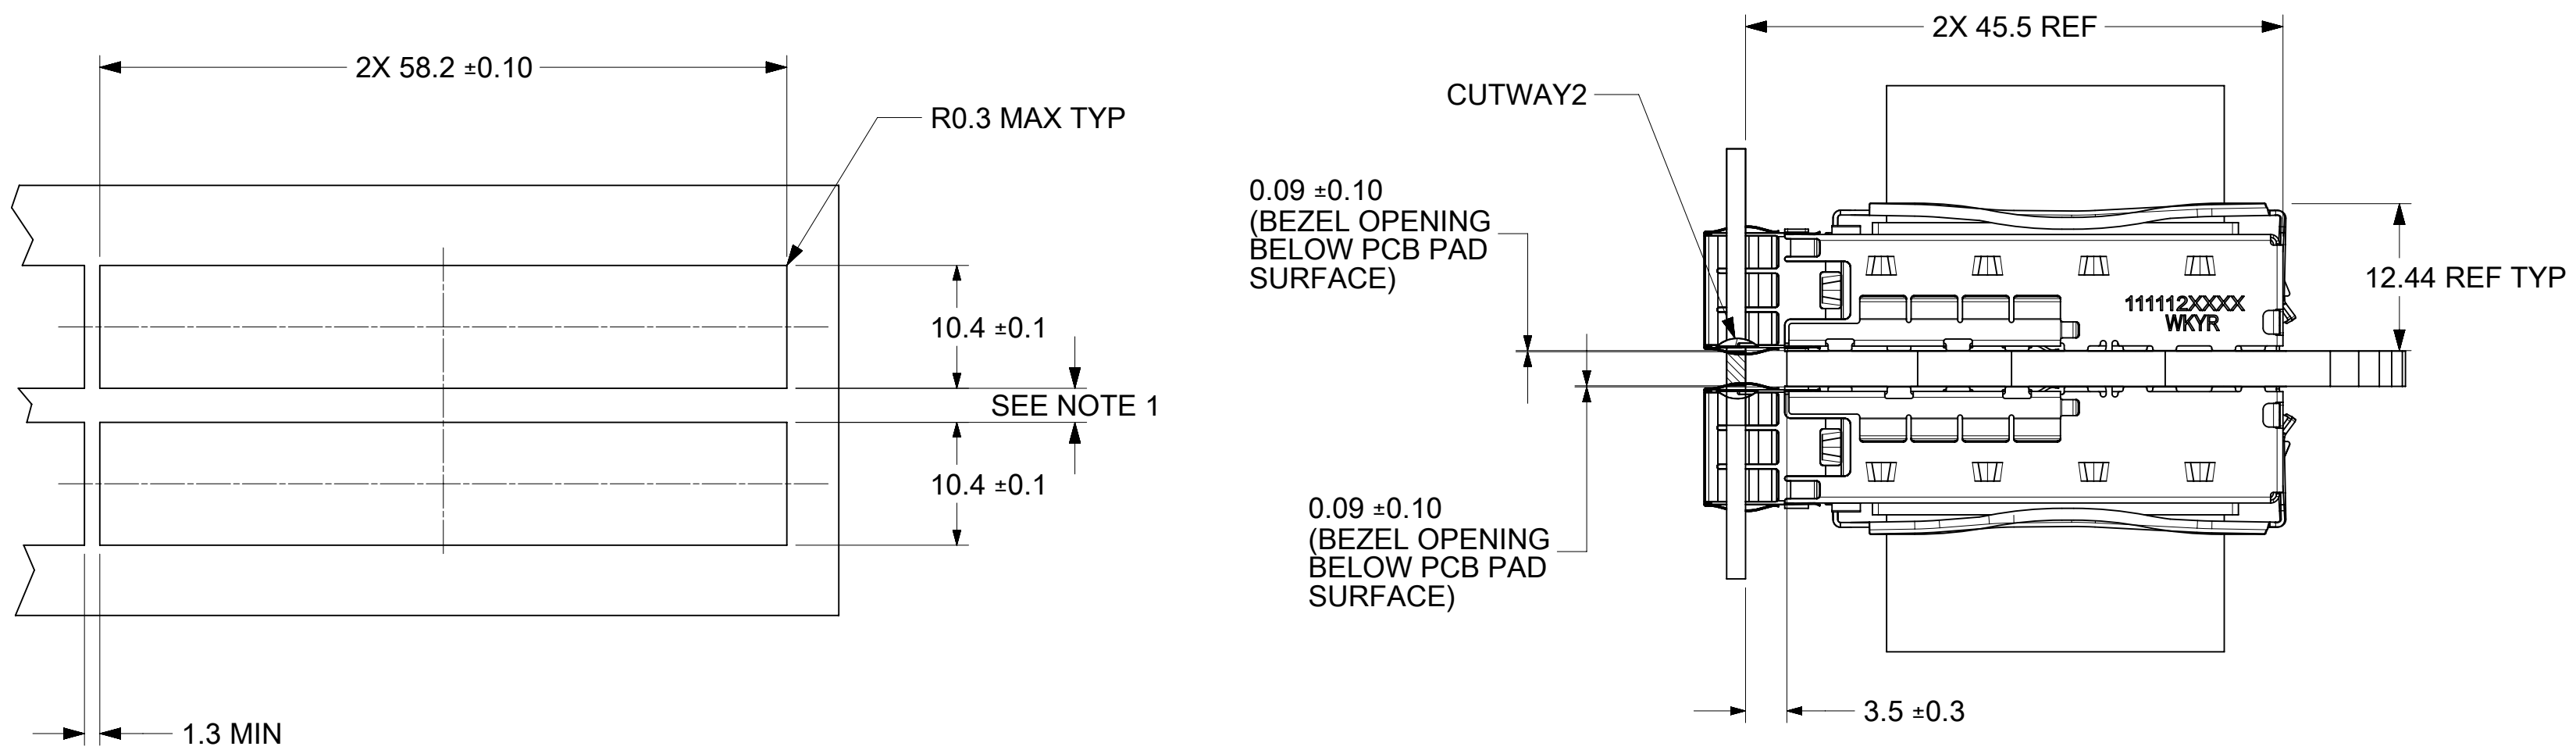 2X 58.2 ±0.10
R0.3 MAX TYP
10.4 ±0.1
SEE NOTE 1
10.4 ±0.1
1.3 MIN
2X 45.5 REF
CUTWAY2
0.09 ±0.10
(BEZEL OPENING
BELOW PCB PAD
SURFACE)
12.44 REF TYP
111112XXXX
WKYR
0.09 ±0.10
(BEZEL OPENING
BELOW PCB PAD
SURFACE)
3.5 ±0.3